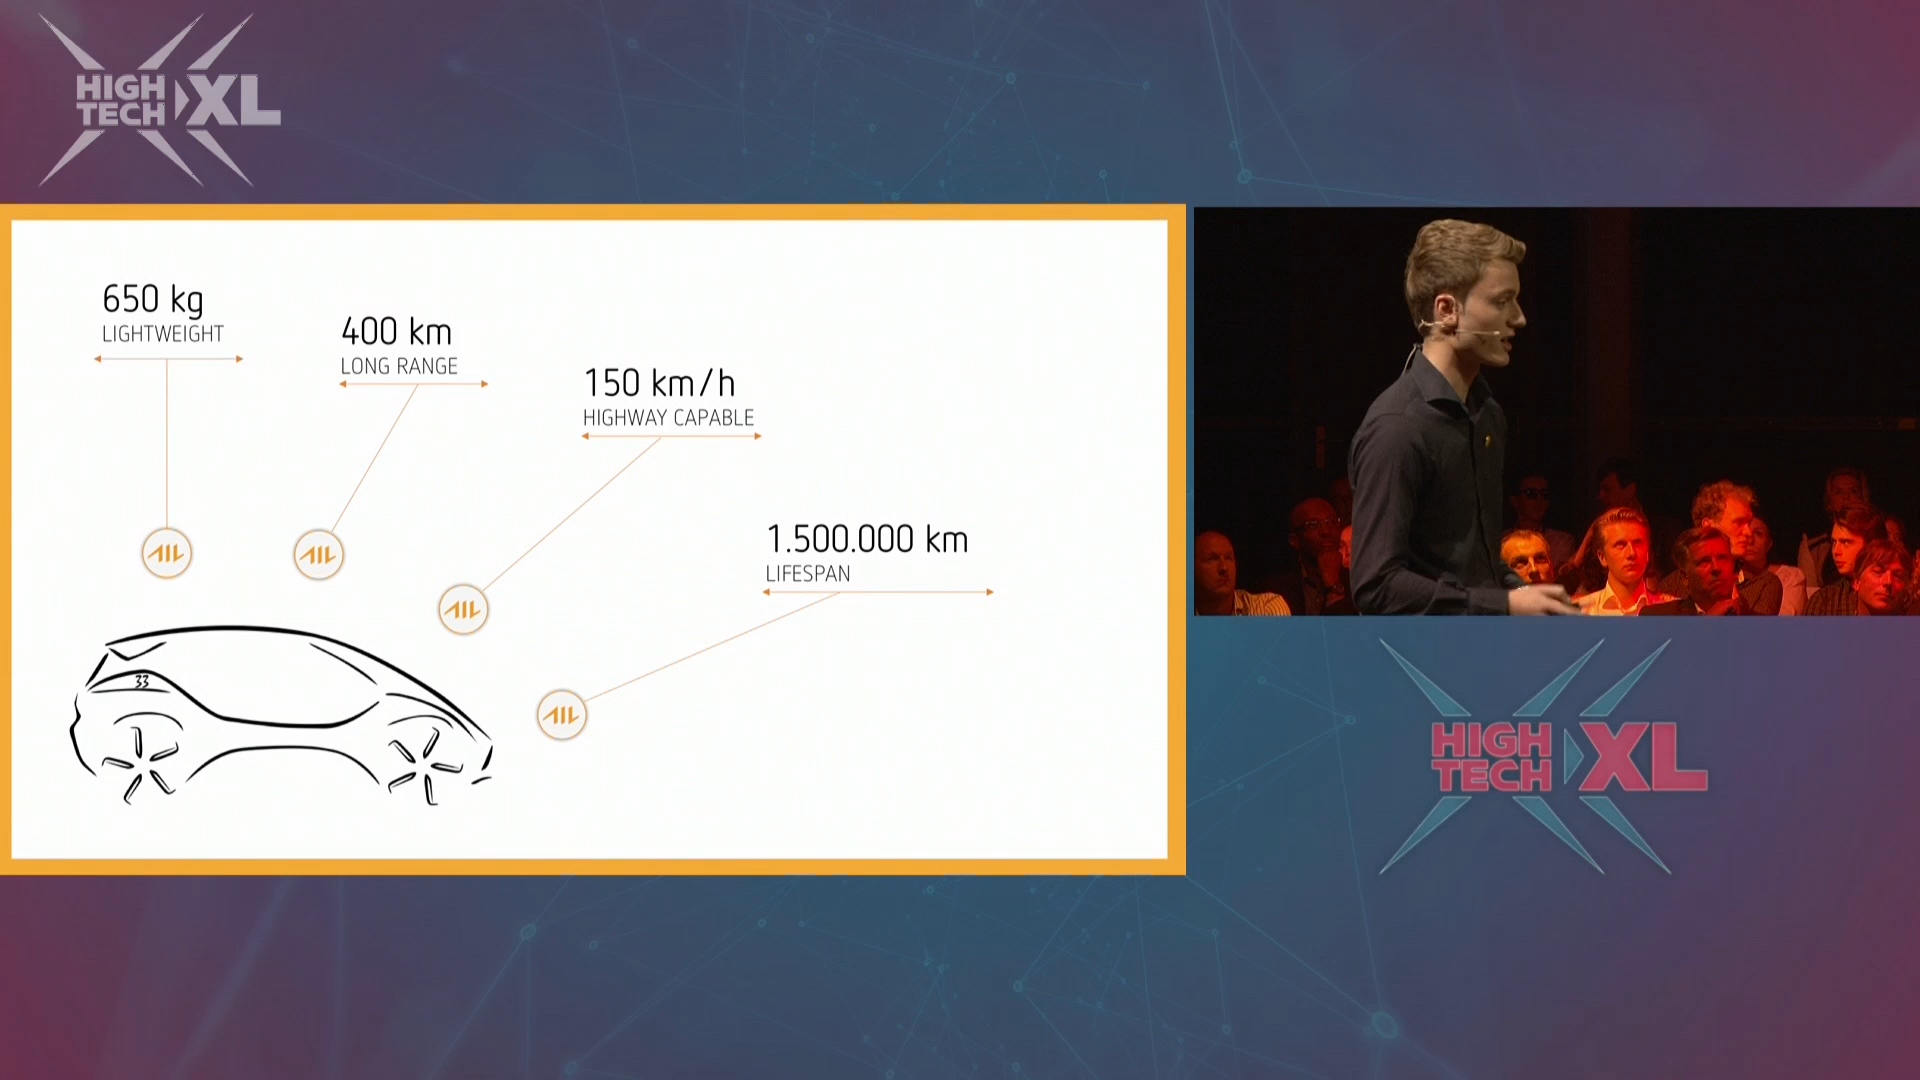 HIGH
TECH XL
650 kg
LIGHTWEIGHT
400 km
LONG RANGE
150 km/h
HIGHWAY CAPABLE
1.500.000 km
LIFESPAN
33
HIGH
TECH XL